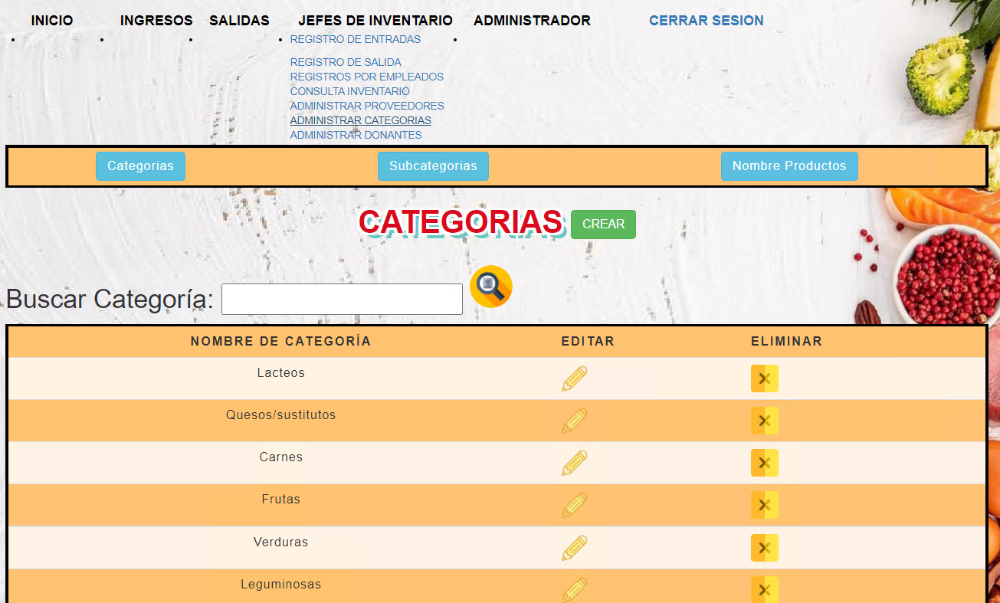 INICIO INGRESOS SALIDAS JEFES DE INVENTARIO ADMINISTRADOR CERRAR SESION
REGISTRO DE ENTRADAS
REGISTRO DE SALIDA
REGISTROS POR EMPLEADOS
CONSULTA INVENTARIO
ADMINISTRAR PROVEEDORES
ADMINISTRAR CATEGORIAS
ADMINISTRAR DONANTES
Categorias Subcategorias Nombre Productos
CATEGORIAS CREAR
Buscar Categoría:
NOMBRE DE CATEGORÍA EDITAR ELIMINAR
Lacteos
Quesos/sustitutos
Carnes
Frutas
Verduras
Leguminosas